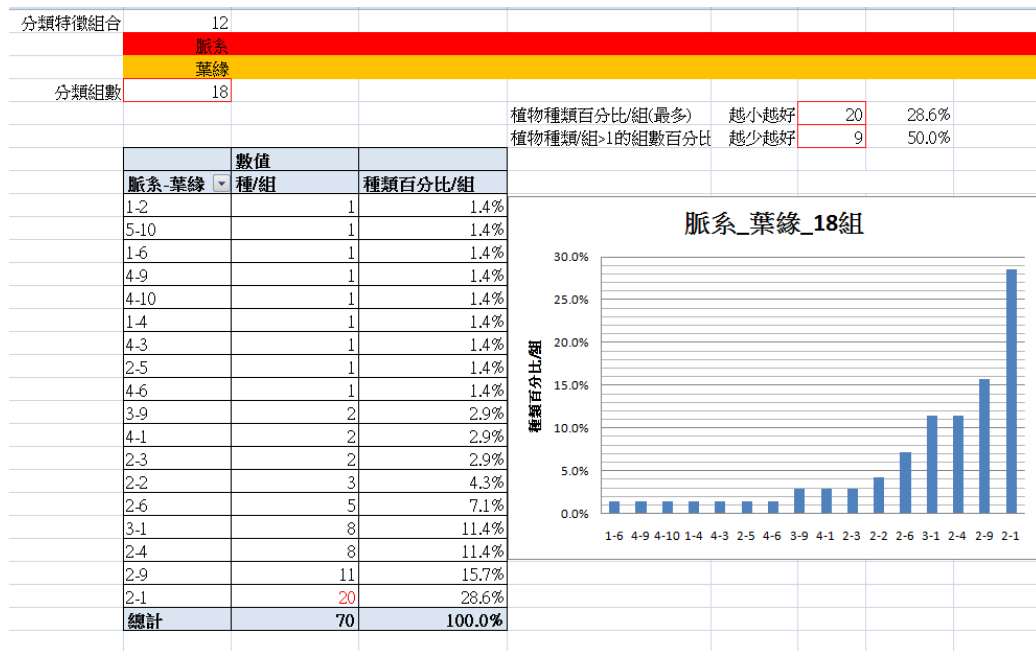 分類特徵組合 12
脈系
葉緣
分類組數 18
植物種類百分比/組(最多) 越小越好 20 28.6%
植物種類/組>1的組數百分比 越少越好 9 50.0%
數值
脈系-葉緣 種/組 種類百分比/組
1-2 1 1.4%
5-10 1 1.4%
1-6 1 1.4%
4-9 1 1.4%
4-10 1 1.4%
1-4 1 1.4%
4-3 1 1.4%
2-5 1 1.4%
4-6 1 1.4%
3-9 2 2.9%
4-1 2 2.9%
2-3 2 2.9%
2-2 3 4.3%
2-6 5 7.1%
3-1 8 11.4%
2-4 8 11.4%
2-9 11 15.7%
2-1 20 28.6%
總計 70 100.0%
脈系_葉緣_18組
種類百分比/組
30.0%
25.0%
20.0%
15.0%
10.0%
5.0%
0.0%
1-6 4-9 4-10 1-4 4-3 2-5 4-6 3-9 4-1 2-3 2-2 2-6 3-1 2-4 2-9 2-1